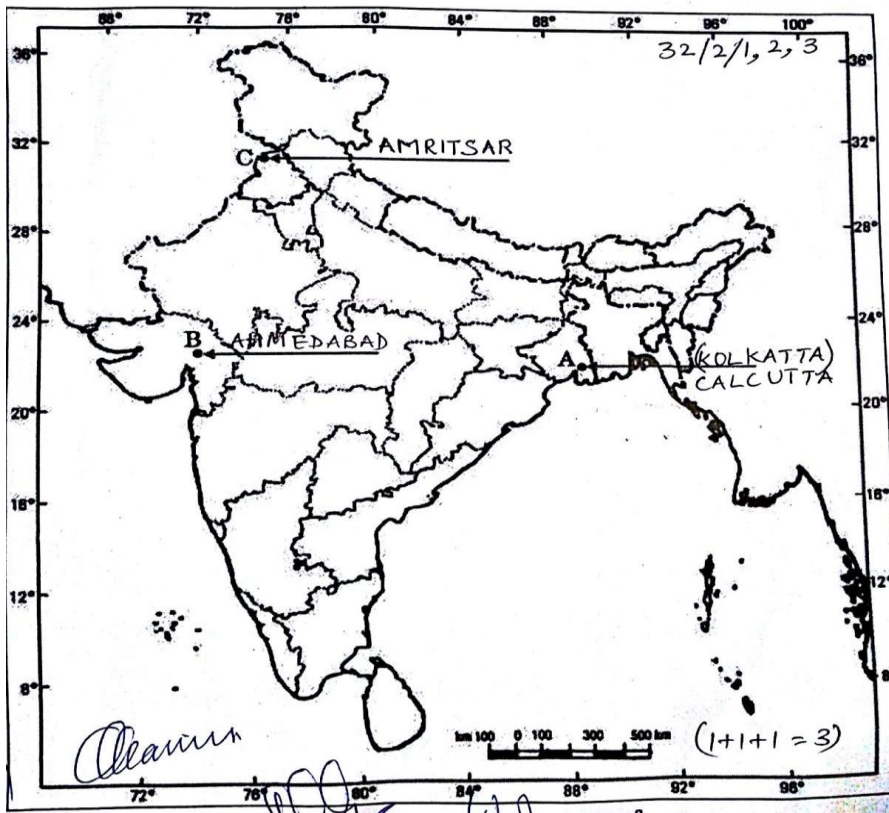 68° 72° 76° 80° 84° 88° 92° 96° 100°
32/2/1, 2, 3
36° 36°
32° 32°
C AMRITSAR
28° 28°
24° 24°
B AHMEDABAD
A (KOLKATTA)
CALCUTTA
20° 20°
16° 16°
12° 12°
8° 8
km 100 0 100 300 500 km
(1+1+1=3)
72° 76° 80° 84° 88° 92° 96°